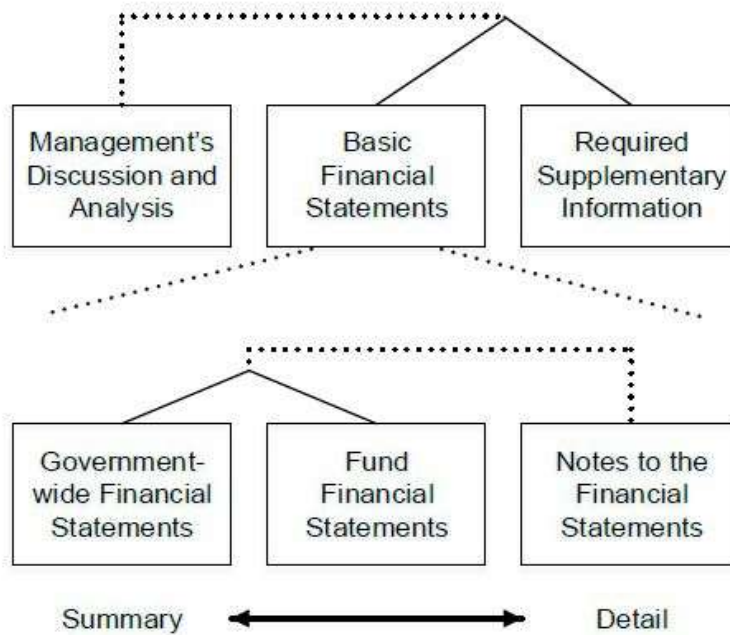 Management's
Discussion and
Analysis
Basic
Financial
Statements
Required
Supplementary
Information
Government-
wide Financial
Statements
Fund
Financial
Statements
Notes to the
Financial
Statements
Summary
Detail